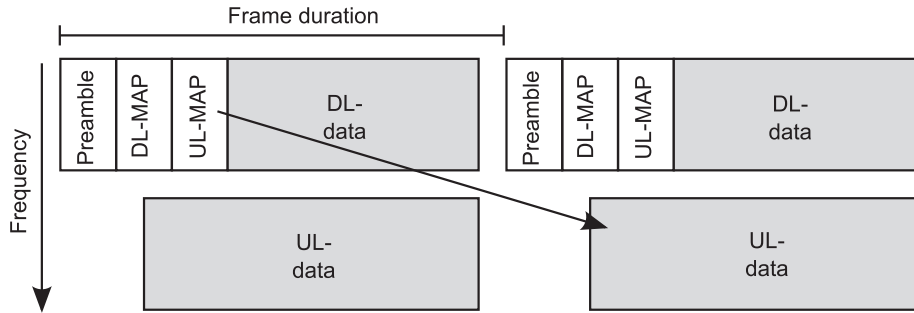 Frame duration
Frequency
Preamble
DL-MAP
UL-MAP
DL-
data
Preamble
DL-MAP
UL-MAP
DL-
data
UL-
data
UL-
data